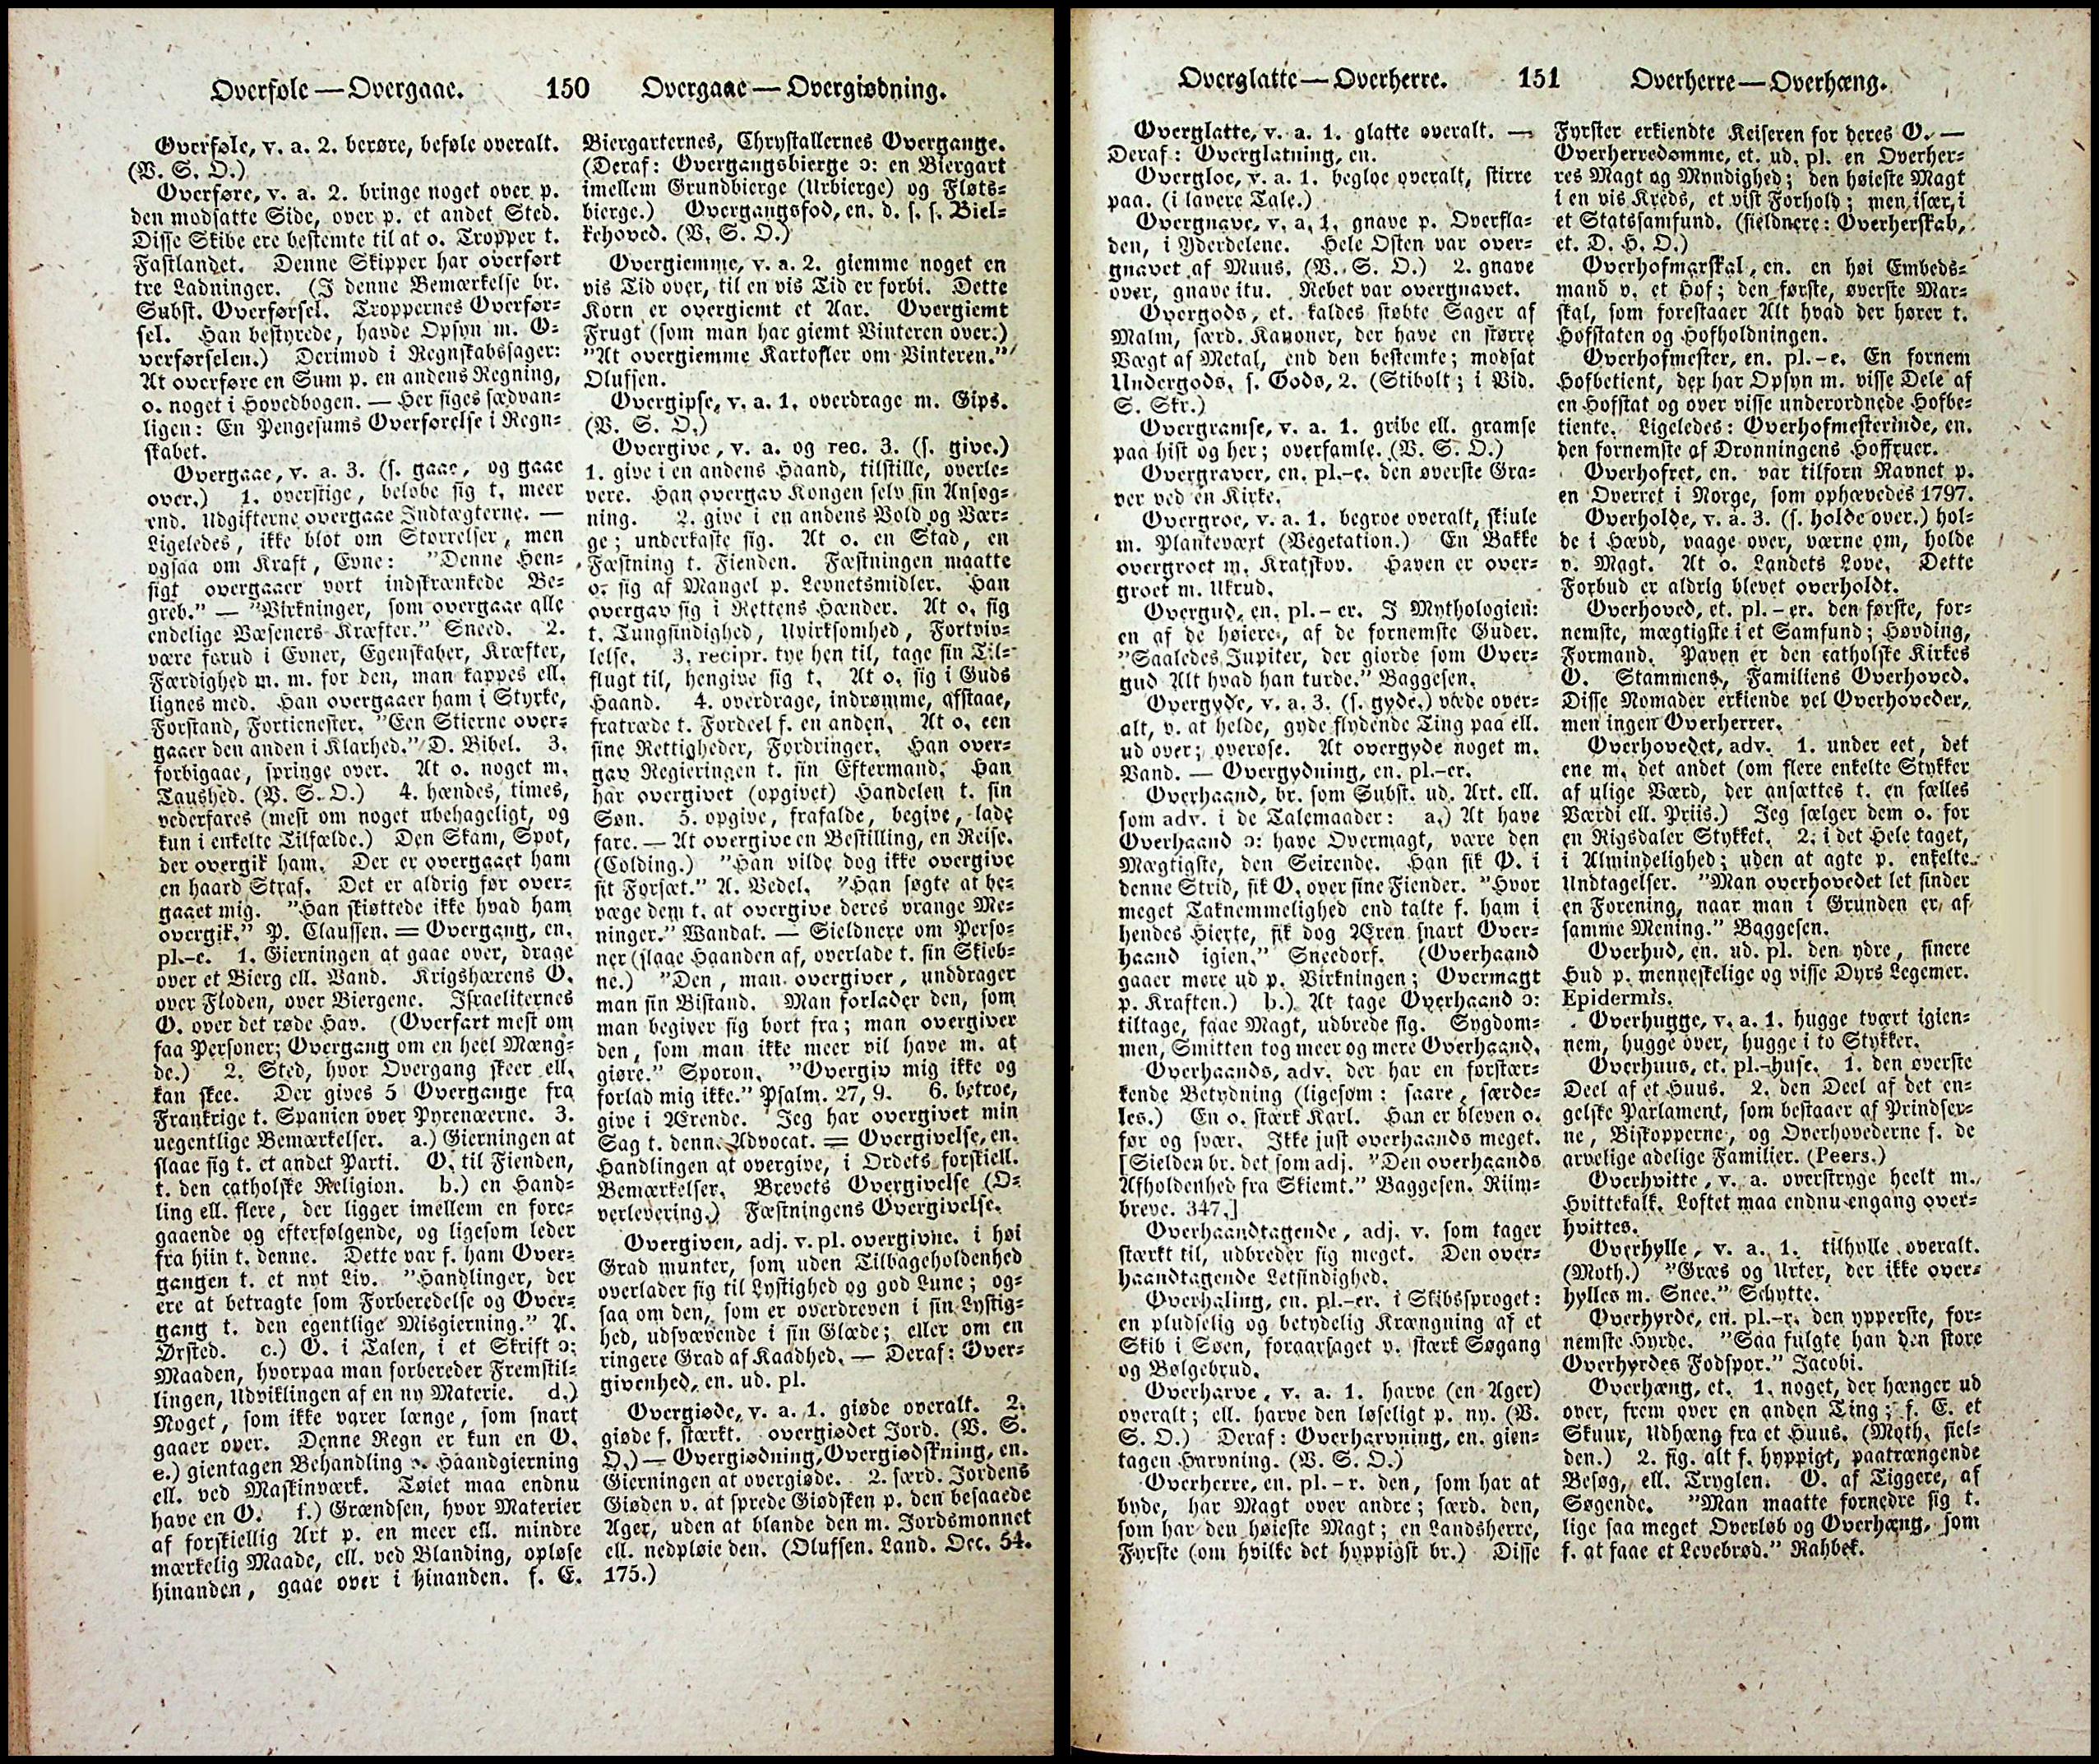 Overføle — Overgaae. 150 Overgaae — Overgiødning.
Overføle, v. a. 2. berøre, beføle overalt.
(V. S. O.)
Overføre, v. a. 2. bringe noget over p.
den modsatte Side, over p. et andet Sted.
Disse Skibe ere bestemte til at o. Tropper t.
Fastlandet. Denne Skipper har overført
tre Ladninger. (I denne Bemærkelse br.
Subst. Overførsel. Troppernes Overfør-
sel. Han bestyrede, havde Opsyn m. O-
verførselen.) Derimod i Regnskabssager:
At overføre en Sum p. en andens Regning,
o. noget i Hovedbogen. — Her siges sædvan-
ligen: En Pengesums Overførelse i Regn-
skabet.
Overgaae, v. a. 3. (s. gaae, og gaae
over.) 1. overstige, beløbe sig t. meer
end. Udgifterne overgaae Indtægterne. —
Ligeledes, ikke blot om Størrelser, men
ogsaa om Kraft, Evne: "Denne Hen-
sigt overgaaer vort indskrænkede Be-
greb." — "Virkninger, som overgaae alle
endelige Væseners Kræfter." Sneed. 2.
være forud i Evner, Egenskaber, Kræfter,
Færdighed m. m. for den, man kappes ell.
lignes med. Han overgaaer ham i Styrke,
Forstand, Fortienester. "Een Stierne over-
gaaer den anden i Klarhed." D. Bibel. 3.
forbigaae, springe over. At o. noget m.
Taushed. (V. S. O.) 4. hændes, times,
vederfares (mest om noget ubehageligt, og
kun i enkelte Tilfælde.) Den Skam, Spot,
der overgik ham. Der er overgaaet ham
en haard Straf. Det er aldrig før over-
gaaet mig. "Han skiøttede ikke hvad ham
overgik." P. Claussen. = Overgang, en.
pl.-e. 1. Gierningen at gaae over, drage
over et Bierg ell. Vand. Krigshærens O.
over Floden, over Biergene. Israeliternes
O. over det røde Hav. (Overfart mest om
faa Personer; Overgang om en heel Mæng-
de.) 2. Sted, hvor Overgang skeer ell.
kan skee. Der gives 5 Overgange fra
Frankrige t. Spanien over Pyrenæerne. 3.
uegentlige Bemærkelser. a.) Gierningen at
slaae sig t. et andet Parti. O. til Fienden,
t. den catholske Religion. b.) en Hand-
ling ell. flere, der ligger imellem en fore-
gaaende og efterfølgende, og ligesom leder
fra hiin t. denne. Dette var f. ham Over-
gangen t. et nyt Liv. "Handlinger, der
ere at betragte som Forberedelse og Over-
gang t. den egentlige Misgierning." A.
Ørsted. c.) O. i Talen, i et Skrift ɔ:
Maaden, hvorpaa man forbereder Fremstil-
lingen, Udviklingen af en ny Materie. d.)
Noget, som ikke varer længe, som snart
gaaer over. Denne Regn er kun en O.
e.) gientagen Behandling v. Haandgierning
ell. ved Maskinværk. Tøiet maa endnu
have en O. f.) Grændsen, hvor Materier
af forskiellig Art p. en meer ell. mindre
mærkelig Maade, ell. ved Blanding, opløse
hinanden, gaae over i hinanden. f. E.
Biergarternes, Chrystallernes Overgange.
(Deraf: Overgangsbierge ɔ: en Biergart
imellem Grundbierge (Urbierge) og Fløts-
bierge.) Overgangsfod, en. d. s. s. Biel-
kehoved. (V. S. O.)
Overgiemme, v. a. 2. giemme noget en
vis Tid over, til en vis Tid er forbi. Dette
Korn er overgiemt et Aar. Overgiemt
Frugt (som man har giemt Vinteren over.)
"At overgiemme Kartofler om Vinteren."
Olufsen.
Overgipse, v. a. 1. overdrage m. Gips.
(V. S. O.)
Overgive, v. a. og rec. 3. (s. give.)
1. give i en andens Haand, tilstille, overle-
vere. Han overgav Kongen selv sin Ansøg-
ning. 2. give i en andens Vold og Vær-
ge; underkaste sig. At o. en Stad, en
Fæstning t. Fienden. Fæstningen maatte
o. sig af Mangel p. Levnetsmidler. Han
overgav sig i Rettens Hænder. At o. sig
t. Tungsindighed, Uvirksomhed, Fortviv-
lelse. 3. recipr. tye hen til, tage sin Til-
flugt til, hengive sig t. At o. sig i Guds
Haand. 4. overdrage, indrømme, afstaae,
fratræde t. Fordeel f. en anden. At o. een
sine Rettigheder, Fordringer. Han over-
gav Regieringen t. sin Eftermand. Han
har overgivet (opgivet) Handelen t. sin
Søn. 5. opgive, frafalde, begive, lade
fare. — At overgive en Bestilling, en Reise.
(Colding.) "Han vilde dog ikke overgive
sit Forsæt." A. Vedel. "Han søgte at be-
væge dem t. at overgive deres vrange Me-
ninger." Wandal. — Sieldnere om Perso-
ner (slaae Haanden af, overlade t. sin Skieb-
ne.) "Den, man overgiver, unddrager
man sin Bistand. Man forlader den, som
man begiver sig bort fra; man overgiver
den, som man ikke meer vil have m. at
giøre." Sporon. "Overgiv mig ikke og
forlad mig ikke." Psalm. 27, 9. 6. betroe,
give i Ærende. Jeg har overgivet min
Sag t. denne Advocat. = Overgivelse, en.
Handlingen at overgive, i Ordets forskiell.
Bemærkelser. Brevets Overgivelse (O-
verlevering.) Fæstningens Overgivelse.
Overgiven, adj. v. pl. overgivne. i høi
Grad munter, som uden Tilbageholdenhed
overlader sig til Lystighed og god Lune; og-
saa om den, som er overdreven i sin Lystig-
hed, udsvævende i sin Glæde; eller om en
ringere Grad af Kaadhed. — Deraf: Over-
givenhed, en. ud. pl.
Overgiøde, v. a. 1. giøde overalt. 2.
giøde f. stærkt. overgiødet Jord. (V. S.
O.) — Overgiødning, Overgiødskning, en.
Gierningen at overgiøde. 2. særd. Jordens
Giøden v. at sprede Giødsken p. den besaaede
Ager, uden at blande den m. Jordsmonnet
ell. nedpløie den. (Olufsen. Land. Oec. 54.
175.)
Overglatte — Overherre. 151 Overherre — Overhæng.
Overglatte, v. a. 1. glatte overalt. —
Deraf: Overglatning, en.
Overgloe, v. a. 1. begloe overalt, stirre
paa. (i lavere Tale.)
Overgnave, v. a. 1. gnave p. Overfla-
den, i Yderdelene. Hele Osten var over-
gnavet af Muus. (V. S. O.) 2. gnave
over, gnave itu. Rebet var overgnavet.
Overgods, et. kaldes støbte Sager af
Malm, særd. Kanoner, der have en større
Vægt af Metal, end den bestemte; modsat
Undergods. s. Gods, 2. (Stibolt; i Vid.
S. Skr.)
Overgramse, v. a. 1. gribe ell. gramse
paa hist og her; overfamle. (V. S. O.)
Overgraver, en. pl.-e. den øverste Gra-
ver ved en Kirke.
Overgroe, v. a. 1. begroe overalt, skiule
m. Plantevæxt (Vegetation.) En Bakke
overgroet m. Kratskov. Haven er over-
groet m. Ukrud.
Overgud, en. pl.-er. I Mythologien:
en af de høiere, af de fornemste Guder.
"Saaledes Jupiter, der giorde som Over-
gud Alt hvad han turde." Baggesen.
Overgyde, v. a. 3. (s. gyde.) væde over-
alt, v. at helde, gyde flydende Ting paa ell.
ud over; overøse. At overgyde noget m.
Vand. — Overgydning, en. pl.-er.
Overhaand, br. som Subst. ud. Art. ell.
som adv. i de Talemaader: a.) At have
Overhaand ɔ: have Overmagt, være den
Mægtigste, den Seirende. Han fik O. i
denne Strid, fik O. over sine Fiender. "Hvor
meget Taknemmelighed end talte f. ham i
hendes Hierte, fik dog Æren snart Over-
haand igien." Sneedorf. (Overhaand
gaaer mere ud p. Virkningen; Overmagt
p. Kraften.) b.) At tage Overhaand ɔ:
tiltage, faae Magt, udbrede sig. Sygdom-
men, Smitten tog meer og mere Overhaand.
Overhaands, adv. der har en forstær-
kende Betydning (ligesom: saare, særde-
les.) En o. stærk Karl. Han er bleven o.
før og svær. Ikke just overhaands meget.
[Sielden br. det som adj. "Den overhaands
Afholdenhed fra Skiemt." Baggesen. Riim-
breve. 347.]
Overhaandtagende, adj. v. som tager
stærkt til, udbreder sig meget. Den over-
haandtagende Letsindighed.
Overhaling, en. pl.-er. i Skibssproget:
en pludselig og betydelig Krængning af et
Skib i Søen, foraarsaget v. stærk Søgang
og Bølgebrud.
Overharve, v. a. 1. harve (en Ager)
overalt; ell. harve den løseligt p. ny. (V.
S. O.) Deraf: Overharvning, en. gien-
tagen Harvning. (V. S. O.)
Overherre, en. pl.-r. den, som har at
byde, har Magt over andre; særd. den,
som har den høieste Magt; en Landsherre,
Fyrste (om hvilke det hyppigst br.) Disse
Fyrster erkiendte Keiseren for deres O. —
Overherredømme, et. ud. pl. en Overher-
res Magt og Myndighed; den høieste Magt
i en vis Kreds, et vist Forhold; men især, i
et Statssamfund. (sieldnere: Overherskab,
et. D. H. O.)
Overhofmarskal, en. en høi Embeds-
mand v. et Hof; den første, øverste Mar-
skal, som forestaaer Alt hvad der hører t.
Hofstaten og Hofholdningen.
Overhofmester, en. pl.-e. En fornem
Hofbetient, der har Opsyn m. visse Dele af
en Hofstat og over visse underordnede Hofbe-
tiente. Ligeledes: Overhofmesterinde, en.
den fornemste af Dronningens Hoffruer.
Overhofret, en. var tilforn Navnet p.
en Overret i Norge, som ophævedes 1797.
Overholde, v. a. 3. (s. holde over.) hol-
de i Hævd, vaage over, værne om, holde
v. Magt. At o. Landets Love. Dette
Forbud er aldrig blevet overholdt.
Overhoved, et. pl.-er. den første, for-
nemste, mægtigste i et Samfund; Høvding,
Formand. Paven er den catholske Kirkes
O. Stammens, Familiens Overhoved.
Disse Nomader erkiende vel Overhoveder,
men ingen Overherrer.
Overhovedet, adv. 1. under eet, det
ene m. det andet (om flere enkelte Stykker
af ulige Værd, der ansættes t. en fælles
Værdi ell. Priis.) Jeg sælger dem o. for
en Rigsdaler Stykket. 2. i det Hele taget,
i Almindelighed; uden at agte p. enkelte
Undtagelser. "Man overhovedet let finder
en Forening, naar man i Grunden er af
samme Mening." Baggesen.
Overhud, en. ud. pl. den ydre, finere
Hud p. menneskelige og visse Dyrs Legemer.
Epidermis.
Overhugge, v. a. 1. hugge tvært igien-
nem, hugge over, hugge i to Stykker.
Overhuus, et. pl.-huse. 1. den øverste
Deel af et Huus. 2. den Deel af det en-
gelske Parlament, som bestaaer af Prindser-
ne, Biskopperne, og Overhovederne f. de
arvelige adelige Familier. (Peers.)
Overhvitte, v. a. overstryge heelt m.
Hvittekalk. Loftet maa endnu engang over-
hvittes.
Overhylle, v. a. 1. tilhylle overalt.
(Moth.) "Græs og Urter, der ikke over-
hylles m. Snee." Schytte.
Overhyrde, en. pl.-r. den ypperste, for-
nemste Hyrde. "Saa fulgte han den store
Overhyrdes Fodspor." Jacobi.
Overhæng, et. 1. noget, der hænger ud
over, frem over en anden Ting; f. E. et
Skuur, Udhæng fra et Huus. (Moth. siel-
den.) 2. fig. alt f. hyppigt, paatrængende
Besøg, ell. Tryglen. O. af Tiggere, af
Søgende. "Man maatte fornedre sig t.
lige saa meget Overløb og Overhæng, som
f. at faae et Levebrød." Rahbek.